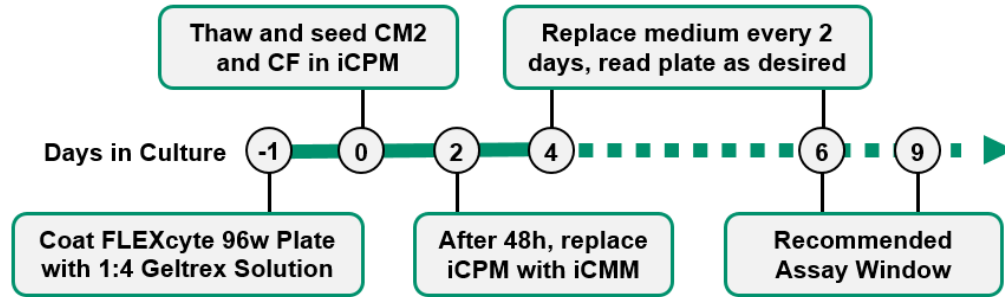 Thaw and seed CM2
and CF in iCPM
Replace medium every 2
days, read plate as desired
Days in Culture
-1
0
2
4
6
9
Coat FLEXcyte 96w Plate
with 1:4 Geltrex Solution
After 48h, replace
iCPM with iCMM
Recommended
Assay Window